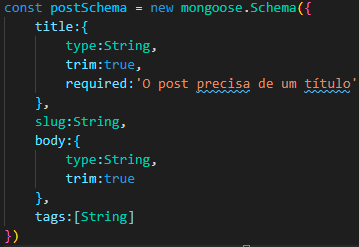 const postSchema = new mongoose.Schema({
    title:{
        type:String,
        trim:true,
        required:'O post precisa de um título'
    },
    slug:String,
    body:{
        type:String,
        trim:true
    },
    tags:[String]
})